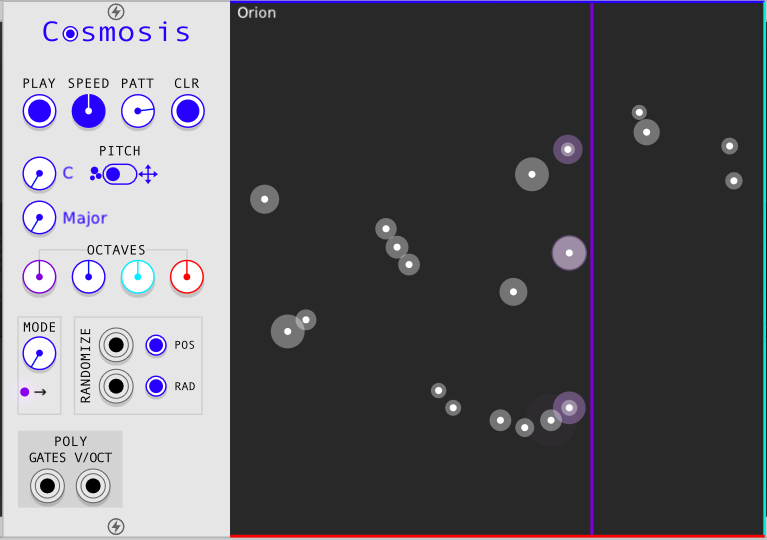 Cosmosis
Orion
PLAY SPEED PATT CLR
PITCH
C
Major
OCTAVES
MODE
RANDOMIZE
POS
RAD
POLY
GATES V/OCT